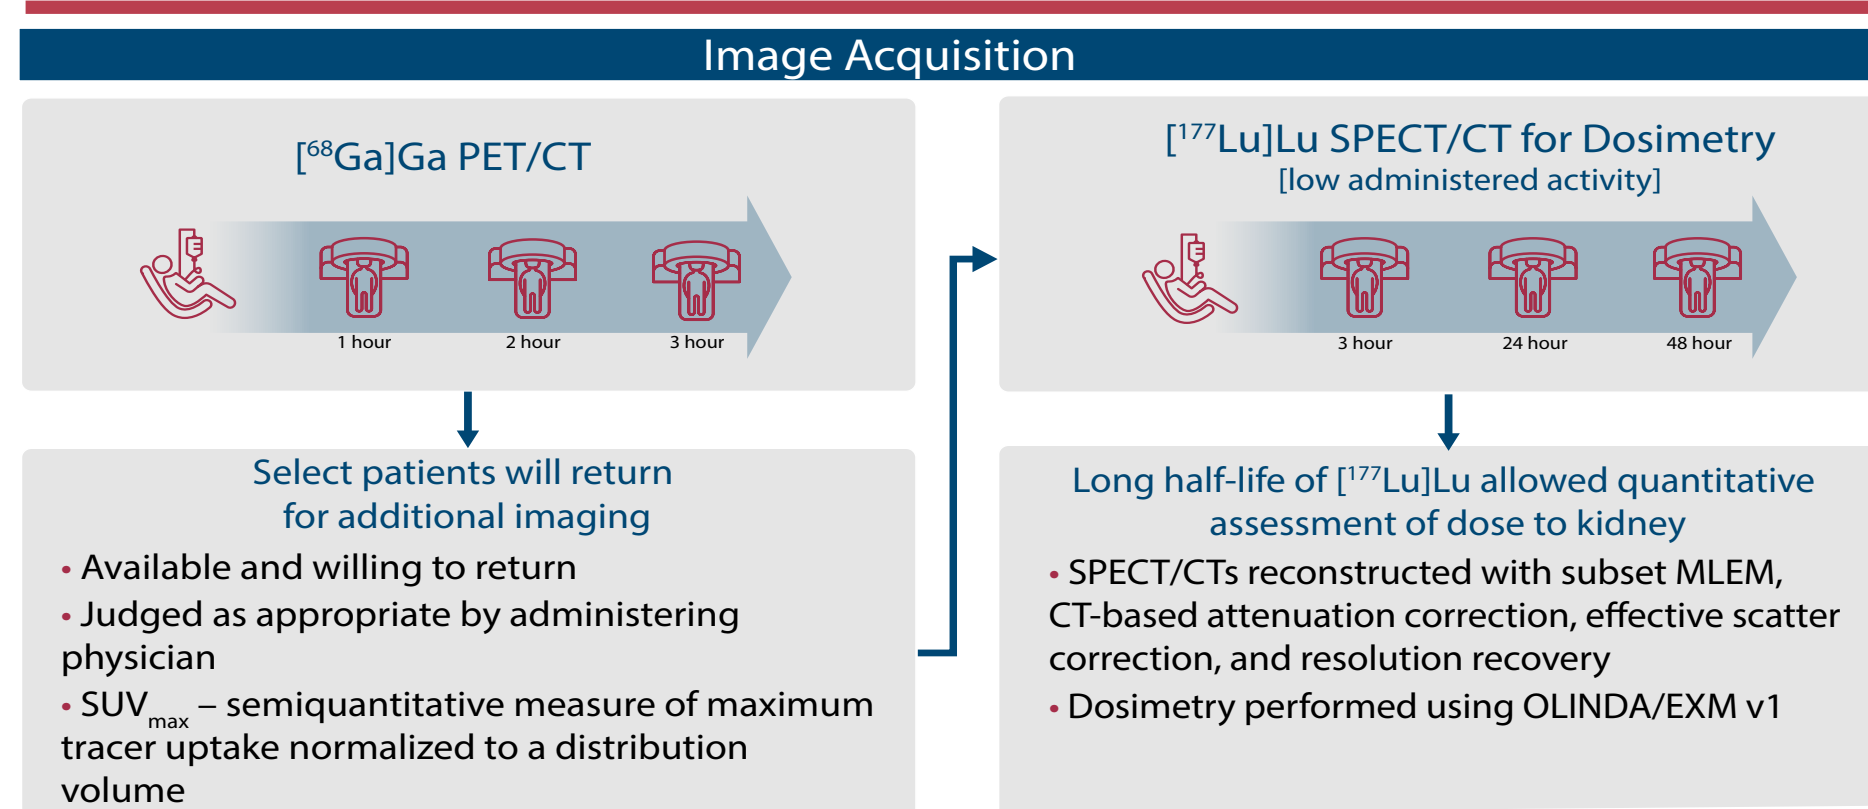 Image Acquisition
[⁶⁸Ga]Ga PET/CT
1 hour
2 hour
3 hour
Select patients will return
for additional imaging
• Available and willing to return
• Judged as appropriate by administering
physician
• SUVmax – semiquantitative measure of maximum
tracer uptake normalized to a distribution
volume
[¹⁷⁷Lu]Lu SPECT/CT for Dosimetry
[low administered activity]
3 hour
24 hour
48 hour
Long half-life of [¹⁷⁷Lu]Lu allowed quantitative
assessment of dose to kidney
• SPECT/CTs reconstructed with subset MLEM,
CT-based attenuation correction, effective scatter
correction, and resolution recovery
• Dosimetry performed using OLINDA/EXM v1